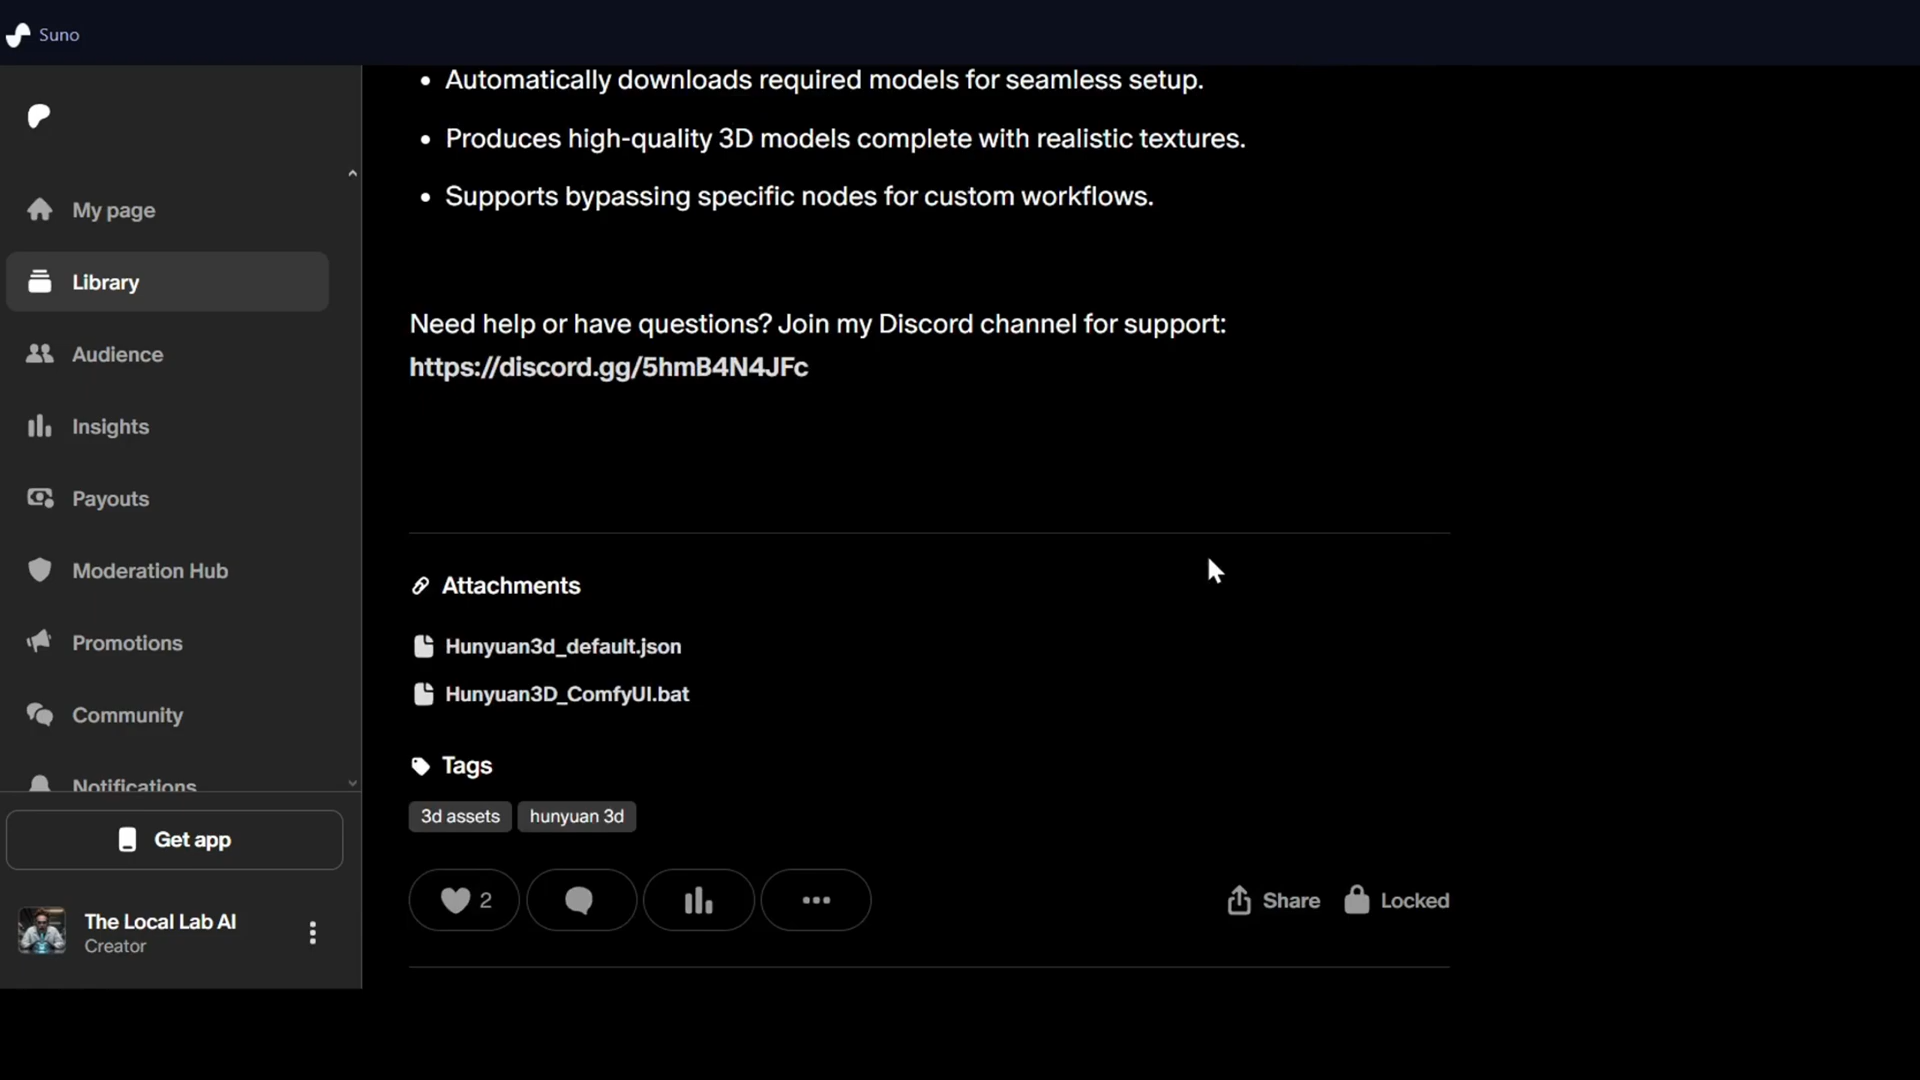 Suno
My page
Library
Audience
Insights
Payouts
Moderation Hub
Promotions
Community
Notifications
Get app
The Local Lab AI
Creator
• Automatically downloads required models for seamless setup.
• Produces high-quality 3D models complete with realistic textures.
• Supports bypassing specific nodes for custom workflows.
Need help or have questions? Join my Discord channel for support:
https://discord.gg/5hmB4N4JFc
Attachments
Hunyuan3d_default.json
Hunyuan3D_ComfyUI.bat
Tags
3d assets hunyuan 3d
2
Share Locked